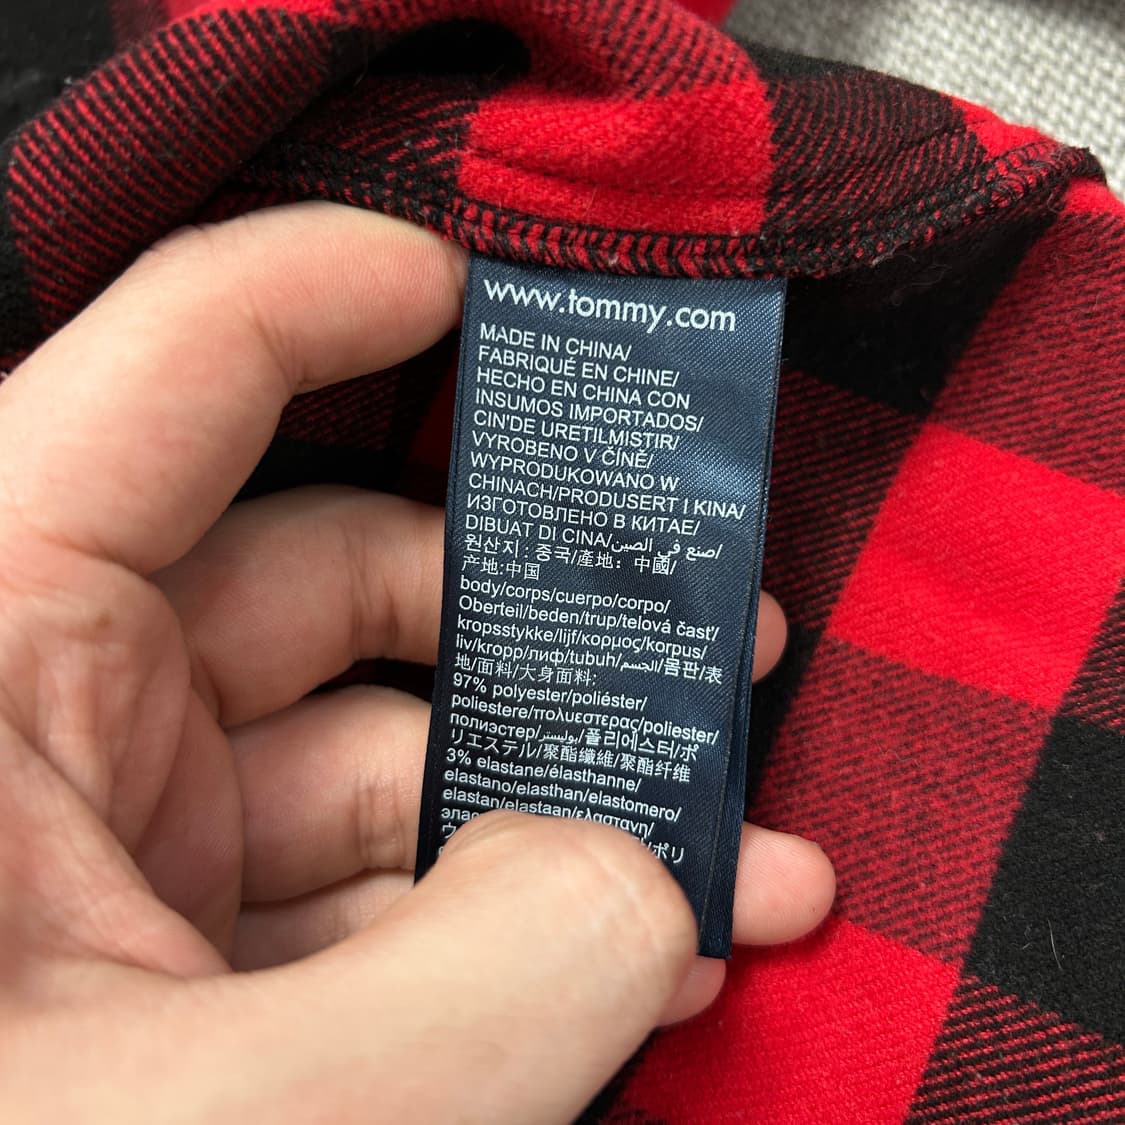 www.tommy.com
MADE IN CHINA/
FABRIQUÉ EN CHINE/
HECHO EN CHINA CON
INSUMOS IMPORTADOS/
CIN'DE URETILMISTIR/
VYROBENO V ČÍNĚ/
WYPRODUKOWANO W
CHINACH/PRODUSERT I KINA/
ИЗГОТОВЛЕНО В КИТАЕ/
DIBUAT DI CINA/صنع في الصين/
원산지: 중국/產地: 中國/
产地:中国
body/corps/cuerpo/corpo/
Oberteil/beden/trup/telová časť/
kropsstykke/lijf/κορμος/korpus/
liv/kropp/лиф/tubuh/الجسم/몸판/表
地/面料/大身面料:
97% polyester/poliéster/
poliestere/πολυεστερας/poliester/
полиэстер/بوليستر/폴리에스터/ポ
リエステル/聚酯纖維/聚酯纤维
3% elastane/élasthanne/
elastano/elasthan/elastomero/
elastan/elastaan/ελαστανη/